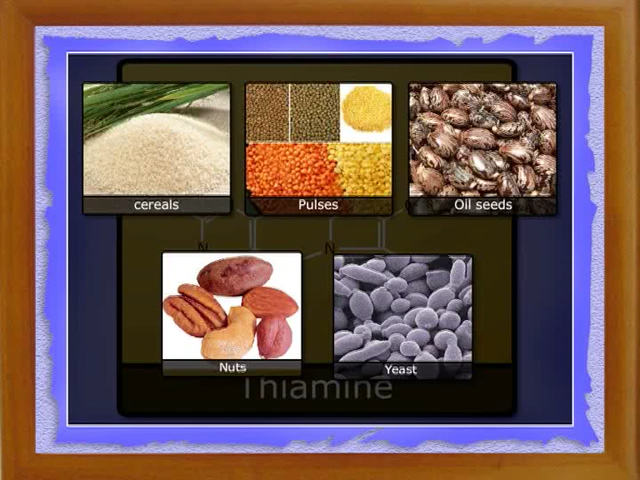 cereals
Pulses
Oil seeds
N
N
Nuts
Yeast
Thiamine